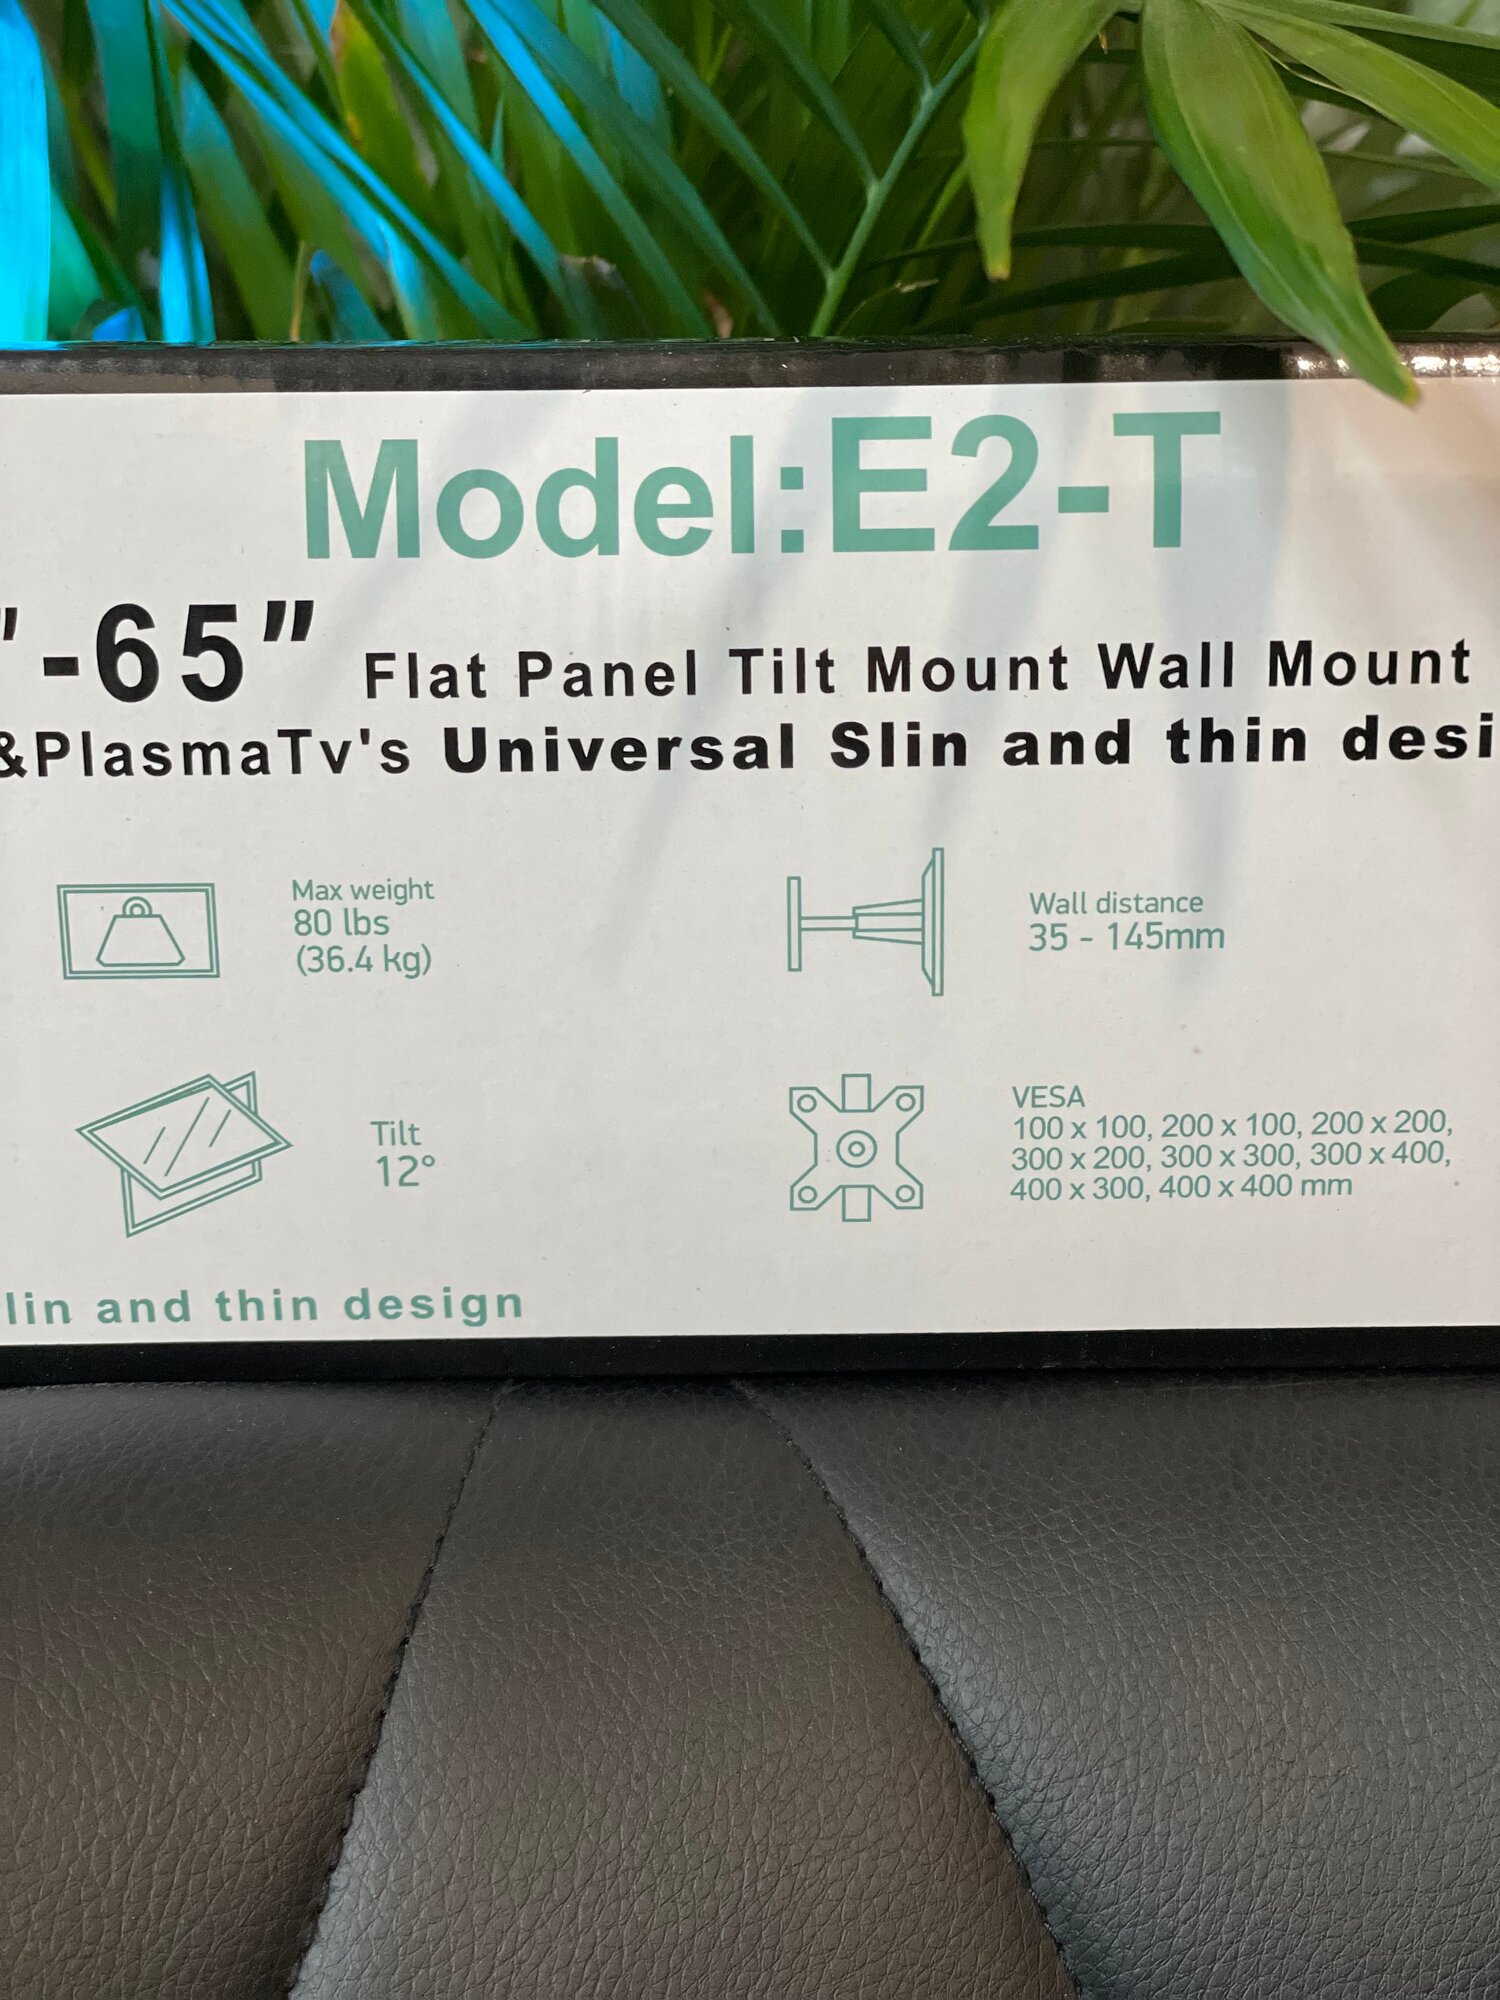 Model:E2-T
"-65" Flat Panel Tilt Mount Wall Mount
&PlasmaTv's Universal Slin and thin desi
Max weight
80 lbs
(36.4 kg)
Wall distance
35 - 145mm
Tilt
12°
VESA
100 x 100, 200 x 100, 200 x 200,
300 x 200, 300 x 300, 300 x 400,
400 x 300, 400 x 400 mm
lin and thin design